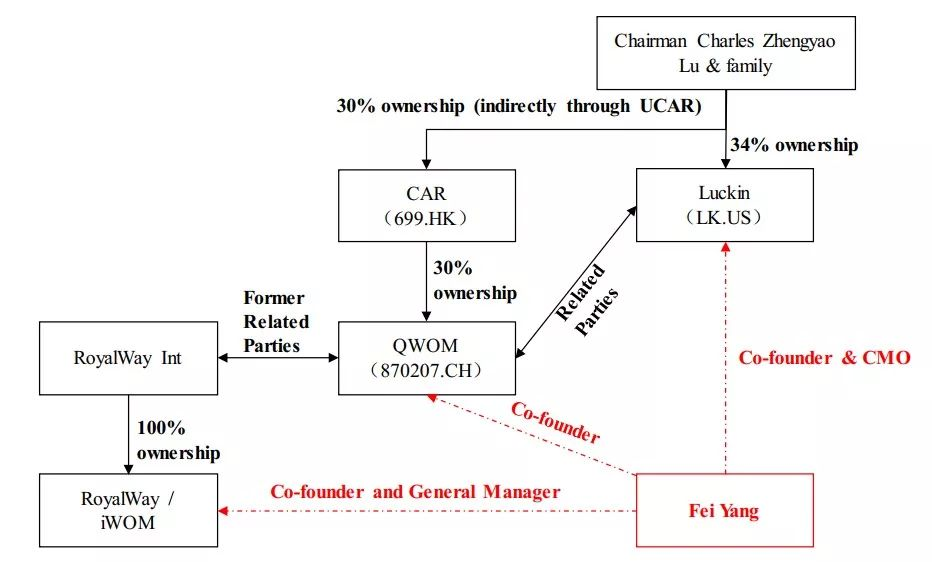 Chairman Charles Zhengyao
Lu & family
30% ownership (indirectly through UCAR)
34% ownership
CAR
（699.HK）
Luckin
（LK.US）
30%
ownership
Related
Parties
Former
Related
Parties
RoyalWay Int
QWOM
（870207.CH）
Co-founder & CMO
Co-founder
100%
ownership
RoyalWay /
iWOM
Co-founder and General Manager
Fei Yang